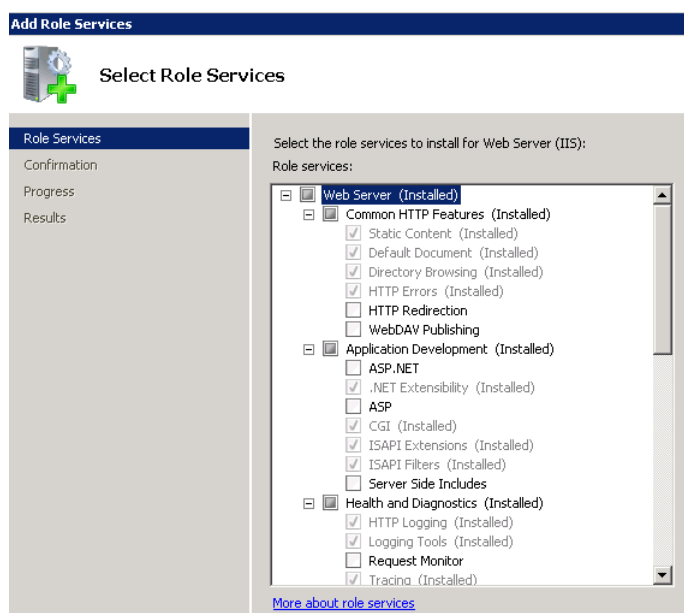 Add Role Services
Select Role Services
Role Services
Confirmation
Progress
Results
Select the role services to install for Web Server (IIS):
Role services:
Web Server (Installed)
Common HTTP Features (Installed)
Static Content (Installed)
Default Document (Installed)
Directory Browsing (Installed)
HTTP Errors (Installed)
HTTP Redirection
WebDAV Publishing
Application Development (Installed)
ASP.NET
.NET Extensibility (Installed)
ASP
CGI (Installed)
ISAPI Extensions (Installed)
ISAPI Filters (Installed)
Server Side Includes
Health and Diagnostics (Installed)
HTTP Logging (Installed)
Logging Tools (Installed)
Request Monitor
Tracing (Installed)
More about role services